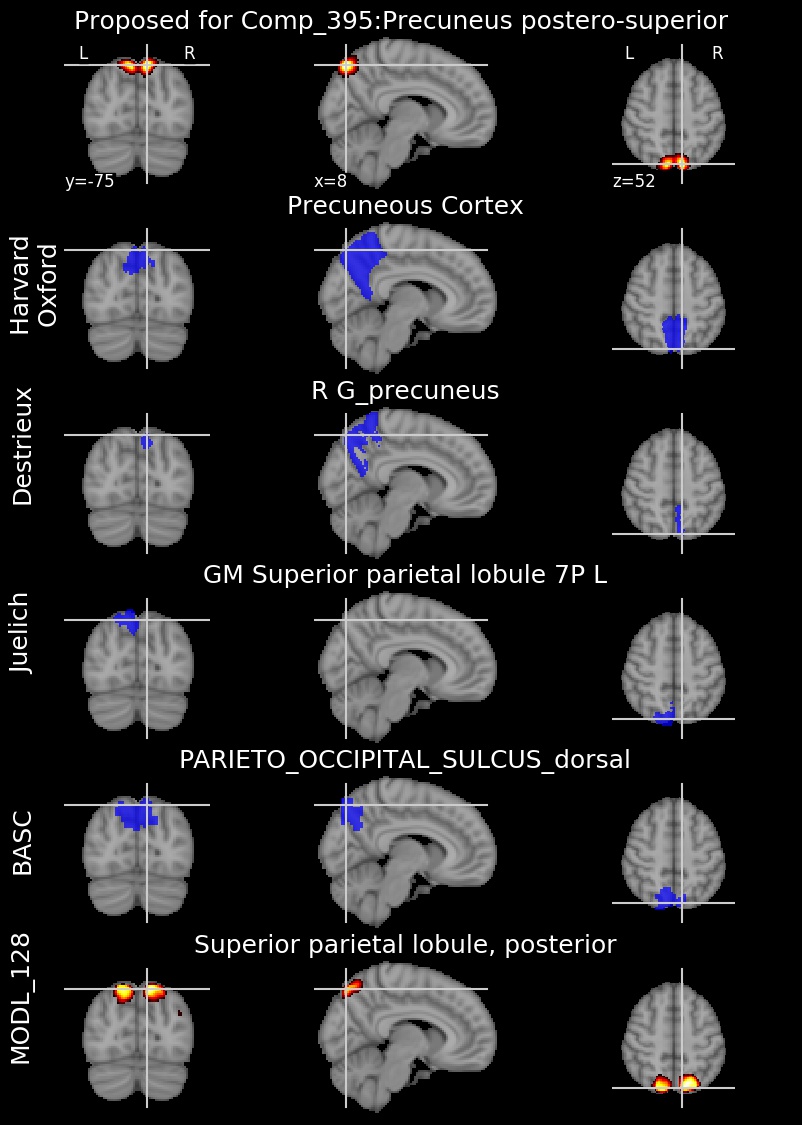 Proposed for Comp_395:Precuneus postero-superior
L R L R
y=-75 x=8 z=52
Precuneous Cortex
Harvard
Oxford
R G_precuneus
Destrieux
GM Superior parietal lobule 7P L
Juelich
PARIETO_OCCIPITAL_SULCUS_dorsal
BASC
Superior parietal lobule, posterior
MODL_128